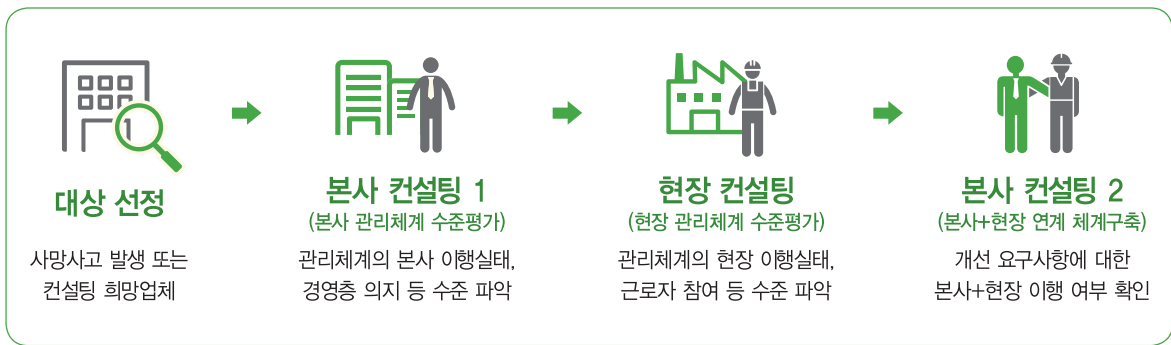 대상 선정
사망사고 발생 또는
컨설팅 희망업체
본사 컨설팅 1
(본사 관리체계 수준평가)
관리체계의 본사 이행실태,
경영층 의지 등 수준 파악
현장 컨설팅
(현장 관리체계 수준평가)
관리체계의 현장 이행실태,
근로자 참여 등 수준 파악
본사 컨설팅 2
(본사+현장 연계 체계구축)
개선 요구사항에 대한
본사+현장 이행 여부 확인